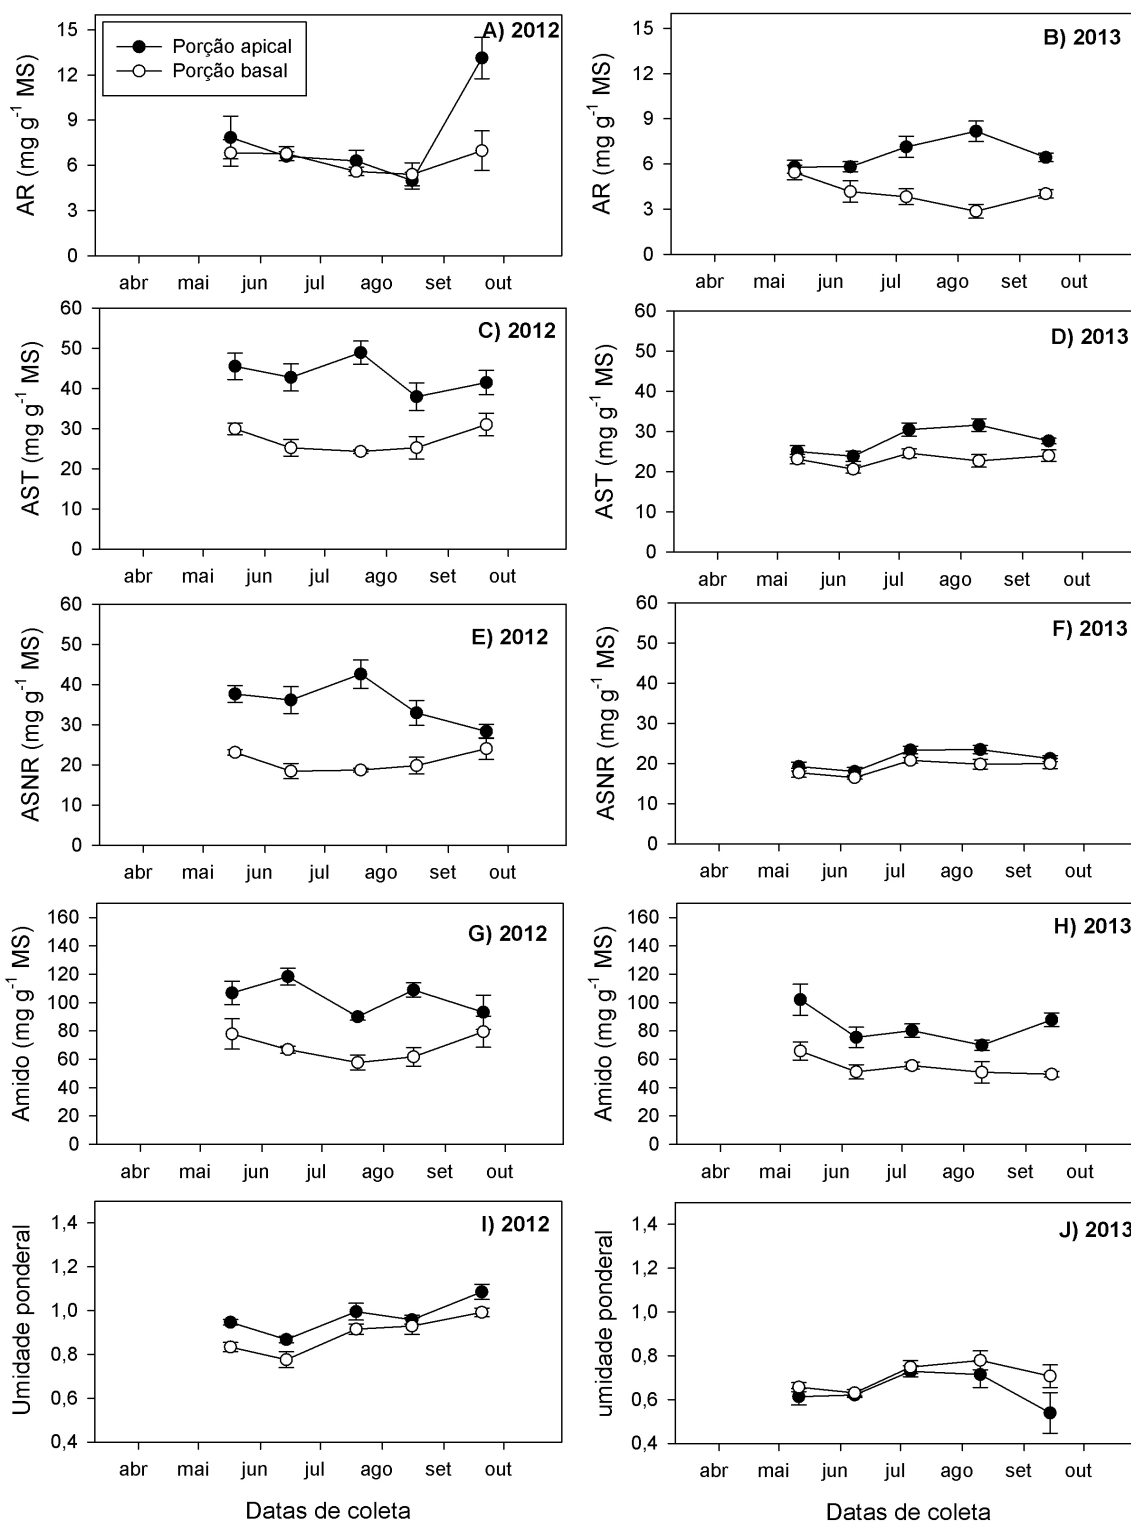 A) 2012
Porção apical
Porção basal
AR (mg g⁻¹ MS)
15
12
9
6
3
0
abr mai jun jul ago set out
B) 2013
AR (mg g⁻¹ MS)
15
12
9
6
3
0
abr mai jun jul ago set out
C) 2012
AST (mg g⁻¹ MS)
60
50
40
30
20
10
0
abr mai jun jul ago set out
D) 2013
AST (mg g⁻¹ MS)
60
50
40
30
20
10
0
abr mai jun jul ago set out
E) 2012
ASNR (mg g⁻¹ MS)
60
50
40
30
20
10
0
abr mai jun jul ago set out
F) 2013
ASNR (mg g⁻¹ MS)
60
50
40
30
20
10
0
abr mai jun jul ago set out
G) 2012
Amido (mg g⁻¹ MS)
160
140
120
100
80
60
40
20
0
abr mai jun jul ago set out
H) 2013
Amido (mg g⁻¹ MS)
160
140
120
100
80
60
40
20
0
abr mai jun jul ago set out
I) 2012
Umidade ponderal
1,4
1,2
1,0
0,8
0,6
0,4
abr mai jun jul ago set out
Datas de coleta
J) 2013
umidade ponderal
1,4
1,2
1,0
0,8
0,6
0,4
abr mai jun jul ago set out
Datas de coleta